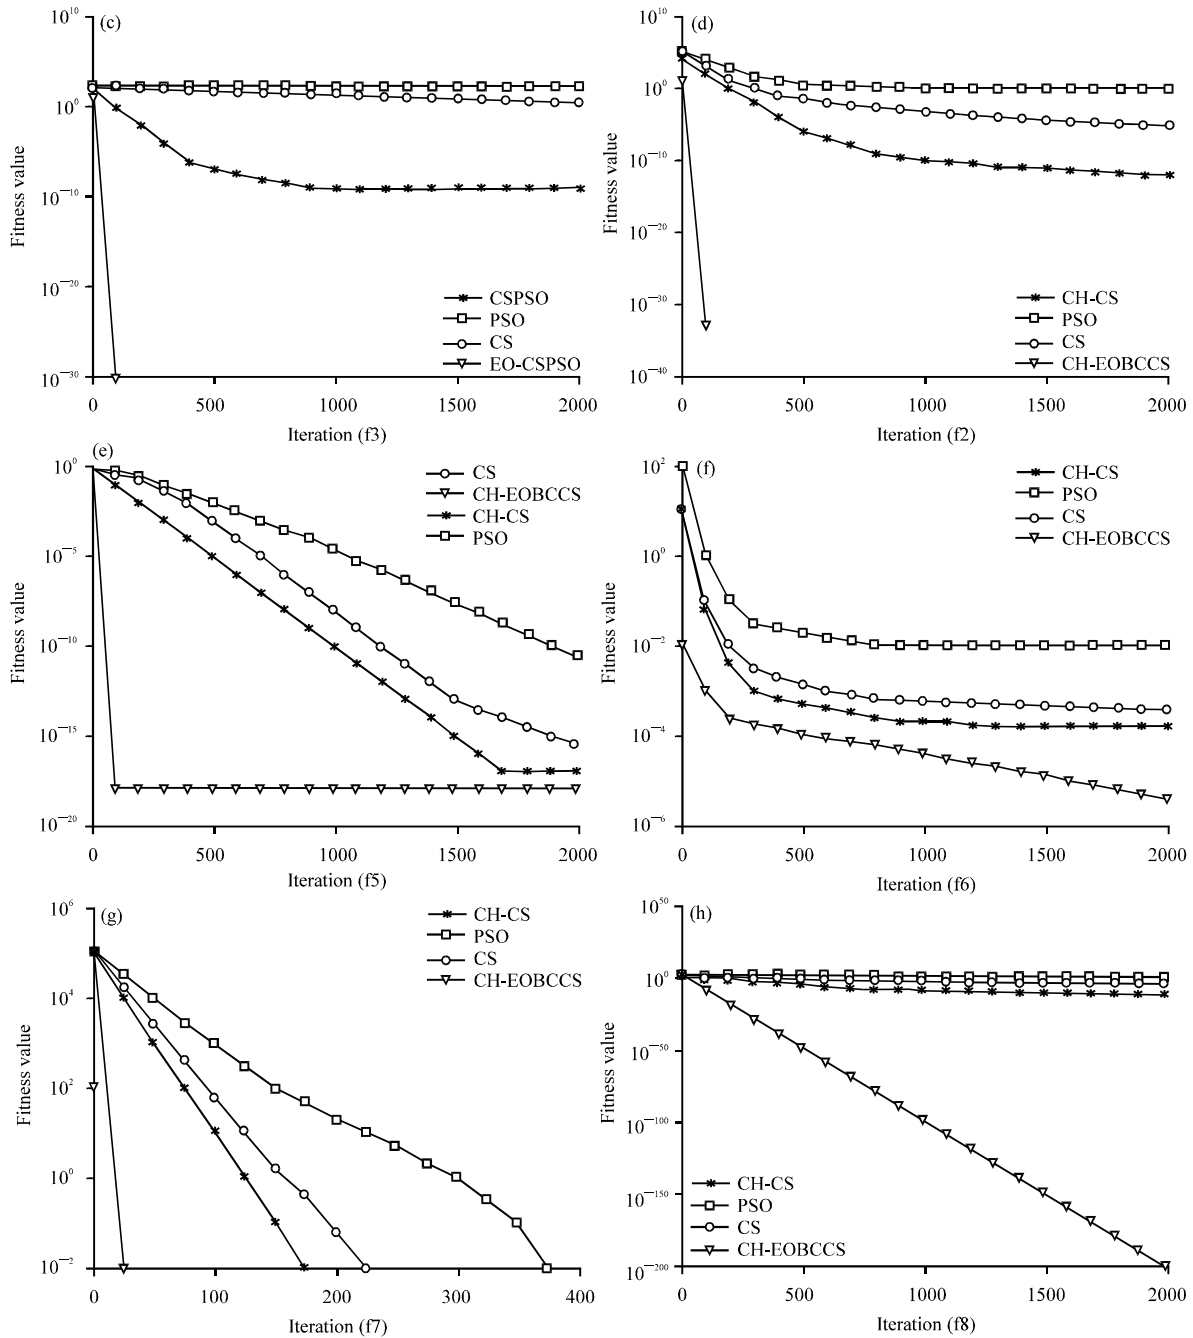 (c)
Fitness value
10^10
10^0
10^−10
10^−20
10^−30
0 500 1000 1500 2000
Iteration (f3)
CSPSO
PSO
CS
EO-CSPSO
(d)
Fitness value
10^10
10^0
10^−10
10^−20
10^−30
10^−40
0 500 1000 1500 2000
Iteration (f2)
CH-CS
PSO
CS
CH-EOBCCS
(e)
Fitness value
10^0
10^−5
10^−10
10^−15
10^−20
0 500 1000 1500 2000
Iteration (f5)
CS
CH-EOBCCS
CH-CS
PSO
(f)
Fitness value
10^2
10^0
10^−2
10^−4
10^−6
0 500 1000 1500 2000
Iteration (f6)
CH-CS
PSO
CS
CH-EOBCCS
(g)
Fitness value
10^6
10^4
10^2
10^0
10^−2
0 100 200 300 400
Iteration (f7)
CH-CS
PSO
CS
CH-EOBCCS
(h)
Fitness value
10^50
10^0
10^−50
10^−100
10^−150
10^−200
0 500 1000 1500 2000
Iteration (f8)
CH-CS
PSO
CS
CH-EOBCCS